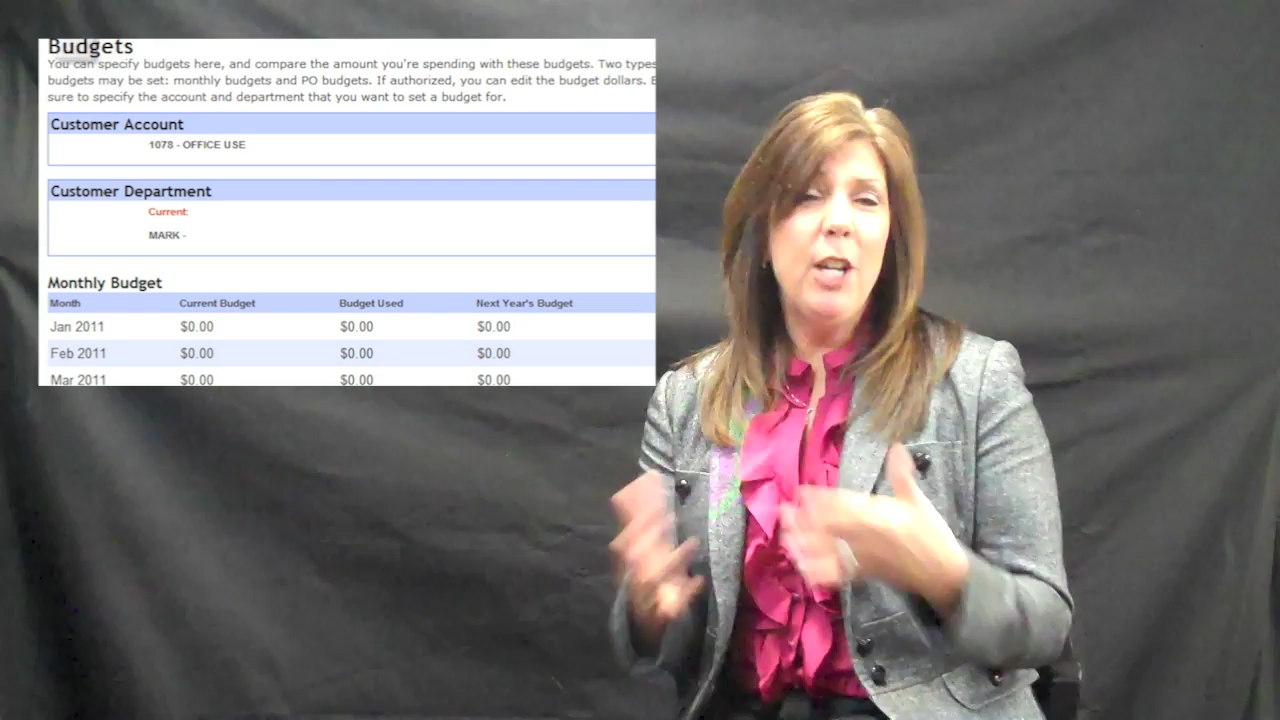 Budgets
You can specify budgets here, and compare the amount you're spending with these budgets. Two types
budgets may be set: monthly budgets and PO budgets. If authorized, you can edit the budget dollars.
sure to specify the account and department that you want to set a budget for.
Customer Account
1078 - OFFICE USE
Customer Department
Current:
MARK -
Monthly Budget
Month Current Budget Budget Used Next Year's Budget
Jan 2011 $0.00 $0.00 $0.00
Feb 2011 $0.00 $0.00 $0.00
Mar 2011 $0.00 $0.00 $0.00